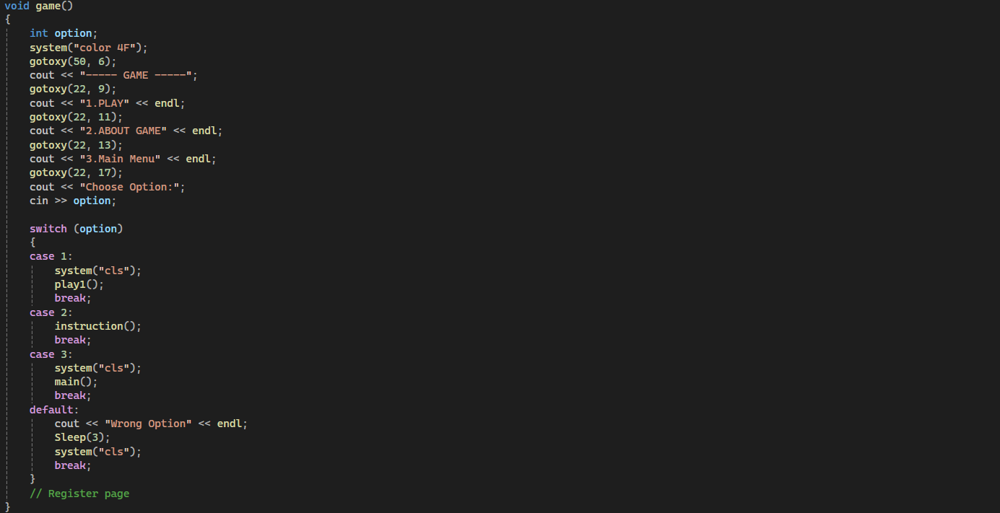 void game()
{
    int option;
    system("color 4F");
    gotoxy(50, 6);
    cout << "----- GAME -----";
    gotoxy(22, 9);
    cout << "1.PLAY" << endl;
    gotoxy(22, 11);
    cout << "2.ABOUT GAME" << endl;
    gotoxy(22, 13);
    cout << "3.Main Menu" << endl;
    gotoxy(22, 17);
    cout << "Choose Option:";
    cin >> option;

    switch (option)
    {
    case 1:
        system("cls");
        play1();
        break;
    case 2:
        instruction();
        break;
    case 3:
        system("cls");
        main();
        break;
    default:
        cout << "Wrong Option" << endl;
        Sleep(3);
        system("cls");
        break;
    }
    // Register page
}